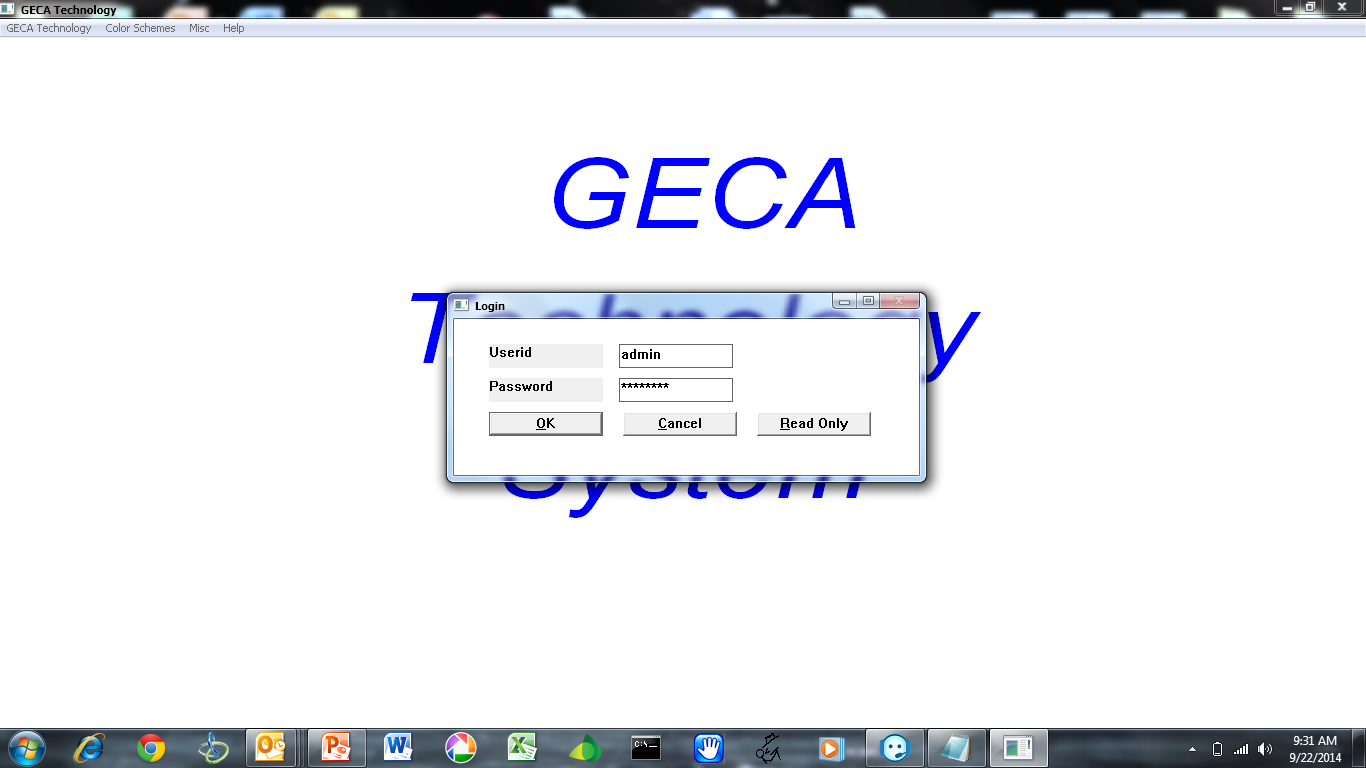 GECA Technology
GECA Technology Color Schemes Misc Help
GECA
Login
Userid admin
Password ********
OK Cancel Read Only
System
9:31 AM
9/22/2014